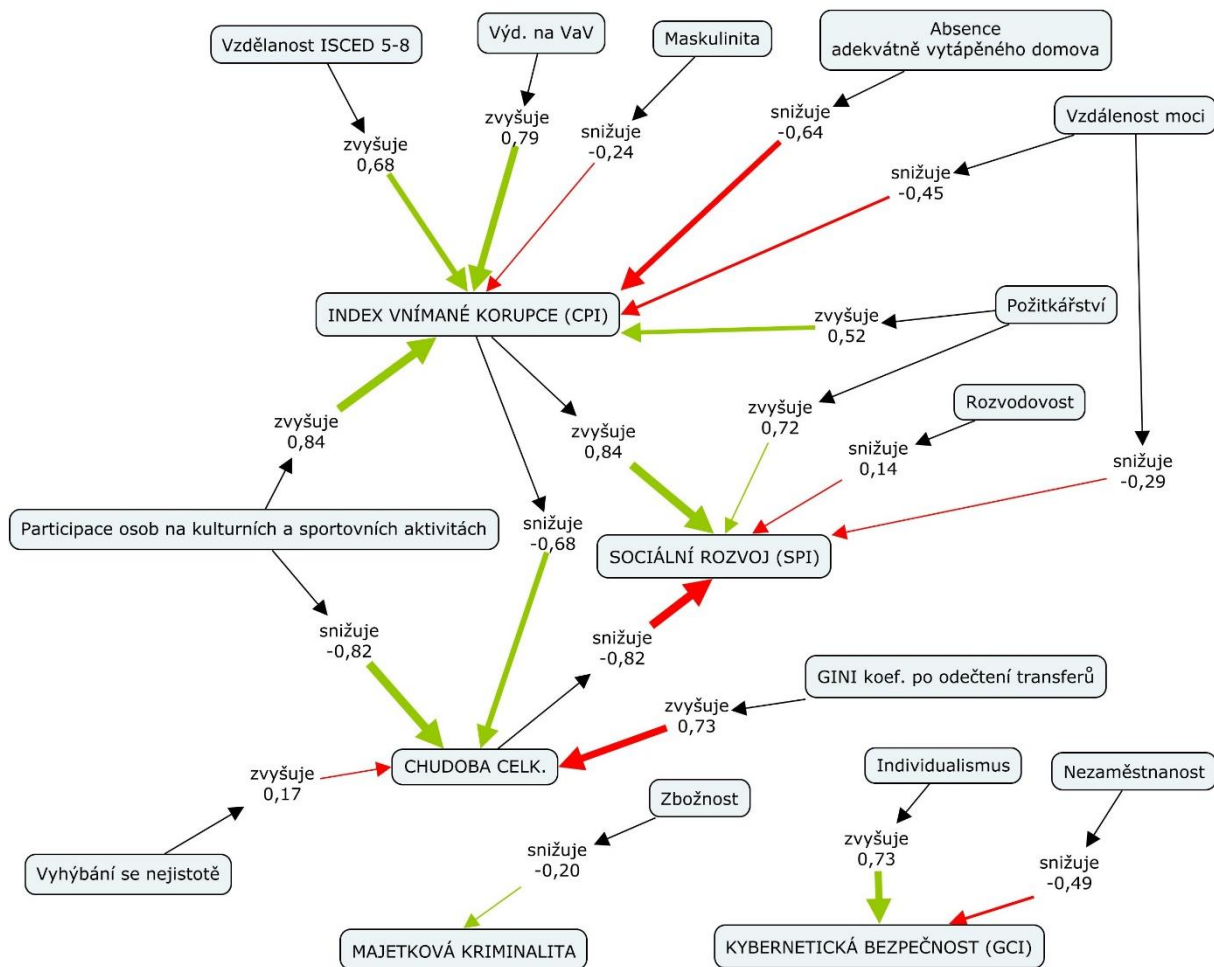 Vzdělanost ISCED 5-8
Výd. na VaV
Maskulinita
Absence
adekvátně vytápěného domova
Vzdálenost moci
zvyšuje
0,68
zvyšuje
0,79
snižuje
-0,24
snižuje
-0,64
snižuje
-0,45
INDEX VNÍMANÉ KORUPCE (CPI)
Požitkářství
zvyšuje
0,52
zvyšuje
0,84
zvyšuje
0,84
zvyšuje
0,72
Rozvodovost
snižuje
0,14
snižuje
-0,29
Participace osob na kulturních a sportovních aktivitách
snižuje
-0,68
SOCIÁLNÍ ROZVOJ (SPI)
snižuje
-0,82
snižuje
-0,82
GINI koef. po odečtení transferů
zvyšuje
0,73
CHUDOBA CELK.
zvyšuje
0,17
Vyhýbání se nejistotě
Zbožnost
snižuje
-0,20
MAJETKOVÁ KRIMINALITA
Individualismus
Nezaměstnanost
zvyšuje
0,73
snižuje
-0,49
KYBERNETICKÁ BEZPEČNOST (GCI)